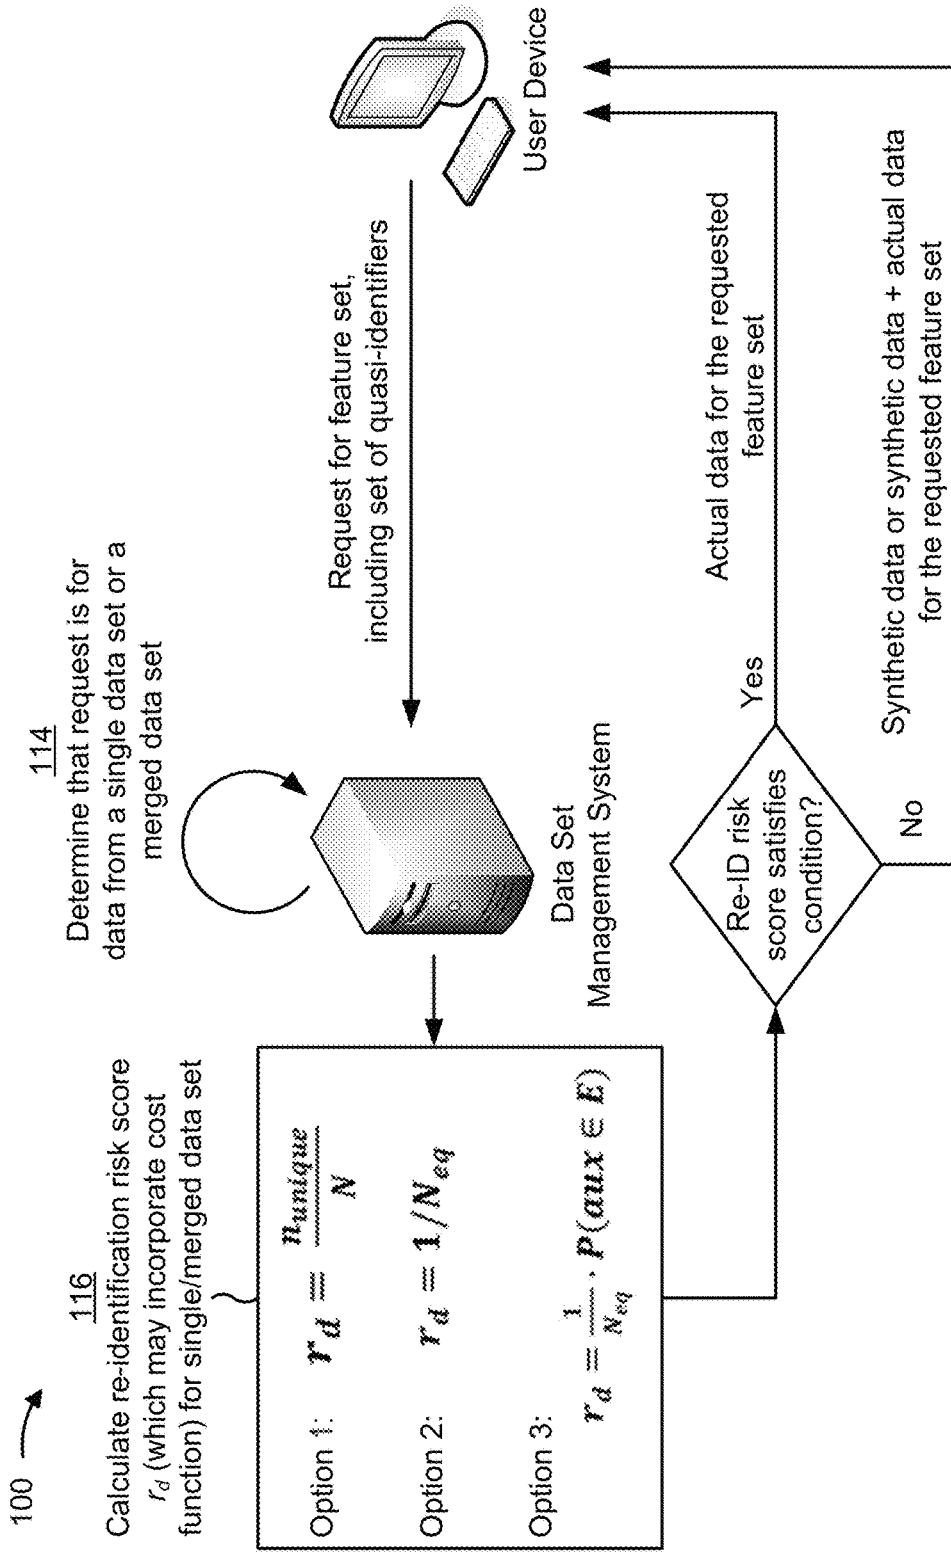 100
116
Calculate re-identification risk score
r_d (which may incorporate cost
function) for single/merged data set
Option 1: r_d = n_unique / N
Option 2: r_d = 1/N_eq
Option 3:
r_d = 1/N_eq · P(aux ∈ E)
114
Determine that request is for
data from a single data set or a
merged data set
Data Set
Management System
Request for feature set,
including set of quasi-identifiers
User Device
Re-ID risk
score satisfies
condition?
Yes
Actual data for the requested
feature set
No
Synthetic data or synthetic data + actual data
for the requested feature set